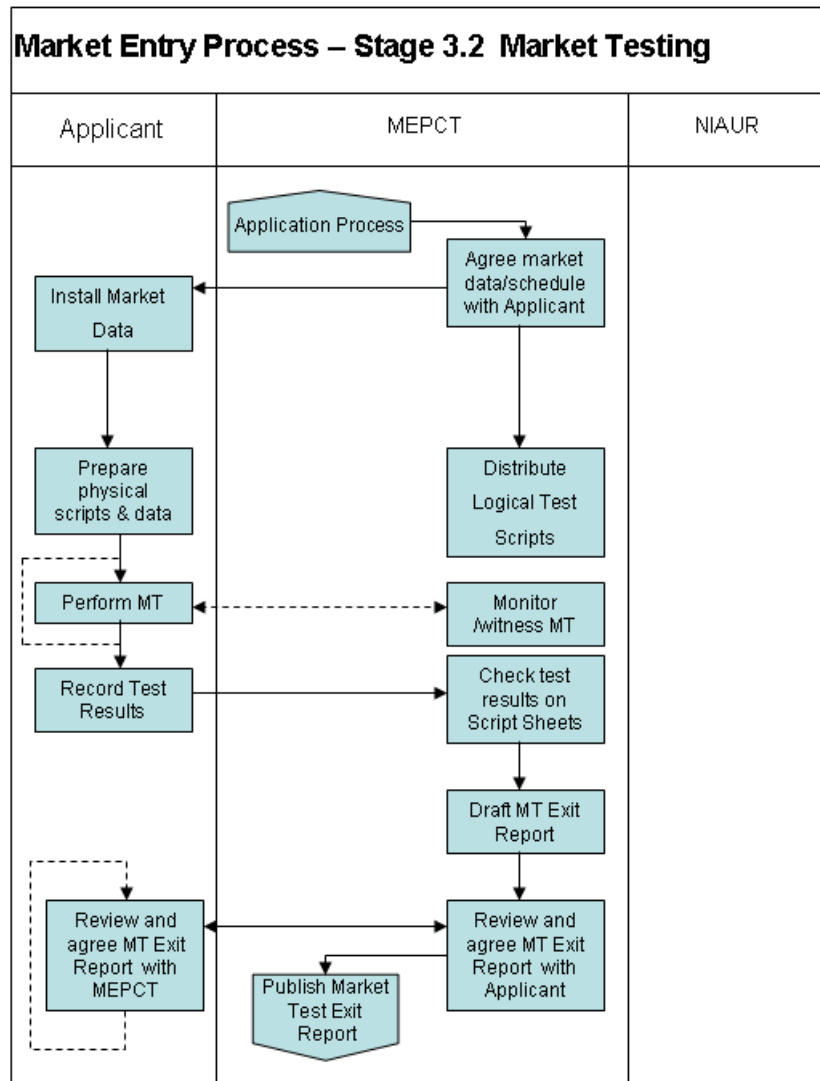 Market Entry Process – Stage 3.2 Market Testing
Applicant
MEPCT
NIAUR
Application Process
Agree market
data/schedule
with Applicant
Install Market
Data
Prepare
physical
scripts & data
Distribute
Logical Test
Scripts
Perform MT
Monitor
/witness MT
Record Test
Results
Check test
results on
Script Sheets
Draft MT Exit
Report
Review and
agree MT Exit
Report with
MEPCT
Review and
agree MT Exit
Report with
Applicant
Publish Market
Test Exit
Report